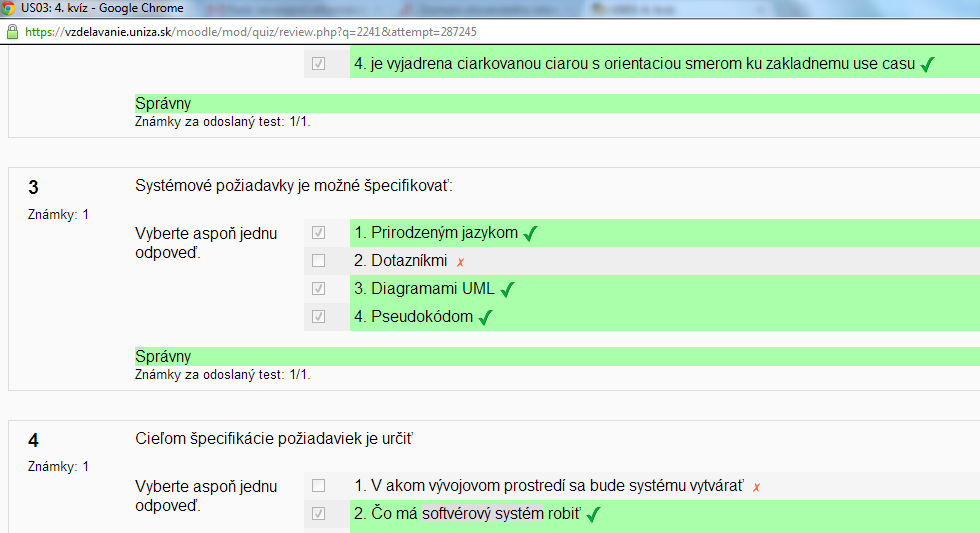 US03: 4. kvíz - Google Chrome
https://vzdelavanie.uniza.sk/moodle/mod/quiz/review.php?q=2241&attempt=287245
4. je vyjadrena ciarkovanou ciarou s orientaciou smerom ku zakladnemu use casu
Správny
Známky za odoslaný test: 1/1.
3
Systémové požiadavky je možné špecifikovať:
Známky: 1
Vyberte aspoň jednu
odpoveď.
1. Prirodzeným jazykom
2. Dotazníkmi
3. Diagramami UML
4. Pseudokódom
Správny
Známky za odoslaný test: 1/1.
4
Cieľom špecifikácie požiadaviek je určiť
Známky: 1
Vyberte aspoň jednu
odpoveď.
1. V akom vývojovom prostredí sa bude systému vytvárať
2. Čo má softvérový systém robiť